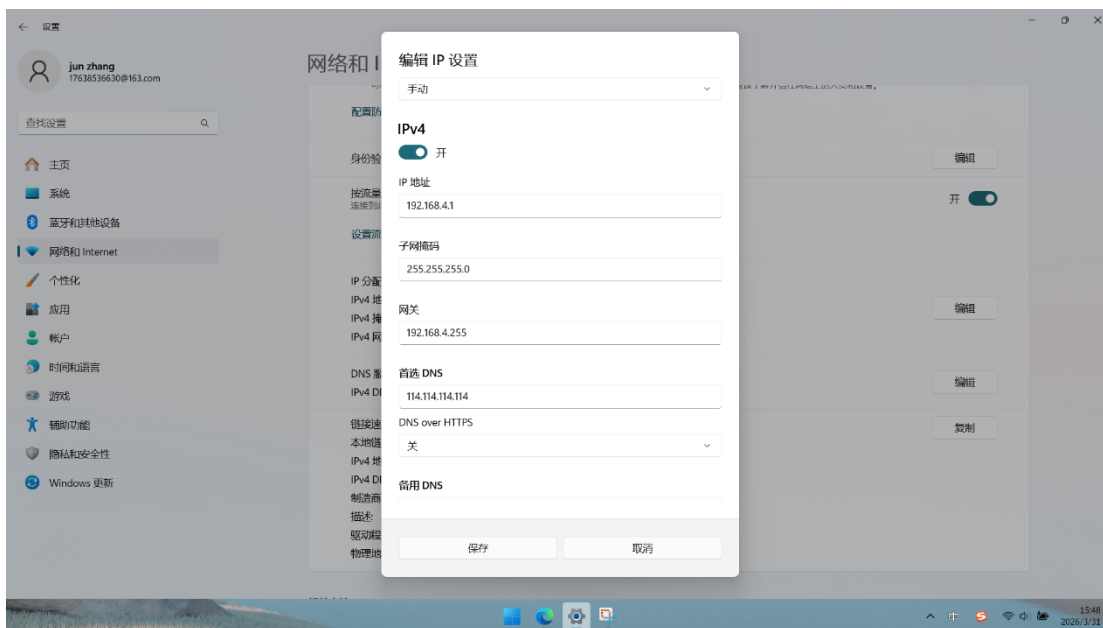 设置
jun zhang
17638536630@163.com
查找设置
主页
系统
蓝牙和其他设备
网络和 Internet
个性化
应用
帐户
时间和语言
游戏
辅助功能
隐私和安全性
Windows 更新
网络和 I
配置防
身份验
编辑
按流量
连接到此
开
设置流
IP 分配
IPv4 地
IPv4 掩
IPv4 网
编辑
DNS 服
IPv4 DN
编辑
链接速
本地链
IPv4 地
IPv4 DN
制造商
描述:
驱动程
物理地
复制
编辑 IP 设置
手动
IPv4
开
IP 地址
192.168.4.1
子网掩码
255.255.255.0
网关
192.168.4.255
首选 DNS
114.114.114.114
DNS over HTTPS
关
备用 DNS
保存
取消
中
15:48
2026/3/31